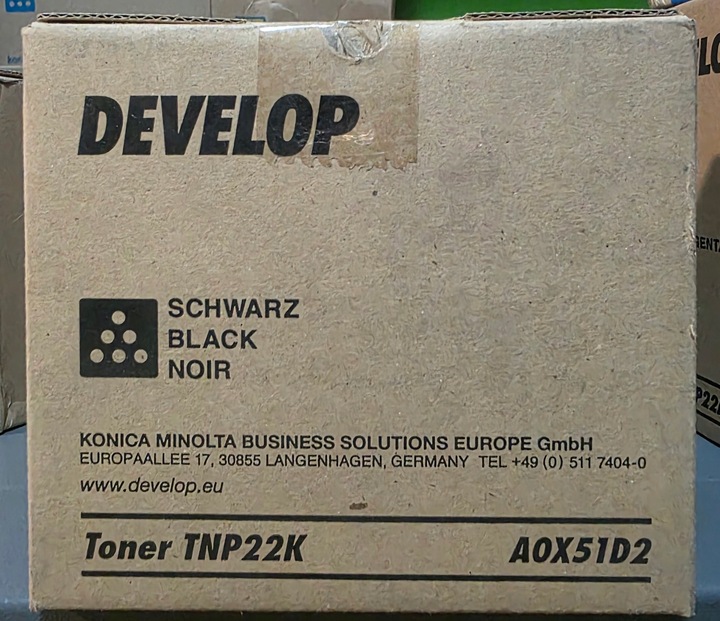 DEVELOP
SCHWARZ
BLACK
NOIR
KONICA MINOLTA BUSINESS SOLUTIONS EUROPE GmbH
EUROPAALLEE 17, 30855 LANGENHAGEN, GERMANY TEL +49 (0) 511 7404-0
www.develop.eu
Toner TNP22K A0X51D2